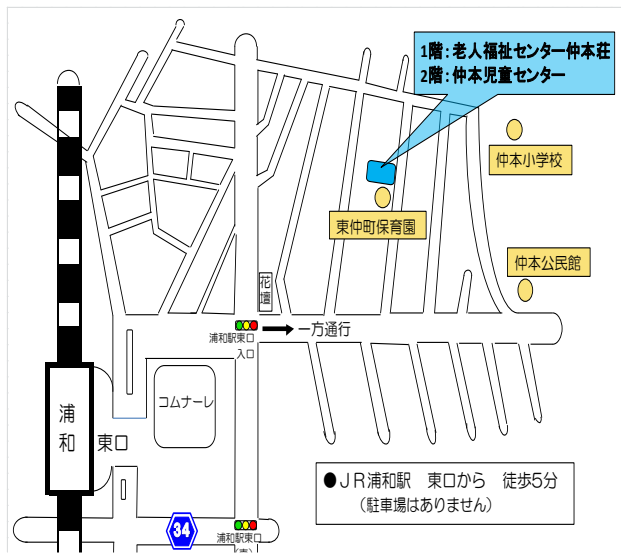 1階：老人福祉センター仲本荘
2階：仲本児童センター
仲本小学校
東仲町保育園
仲本公民館
花壇
浦和駅東口
入口
一方通行
コムナーレ
浦和
東口
●ＪＲ浦和駅　東口から　徒歩5分
（駐車場はありません）
34
浦和駅東口